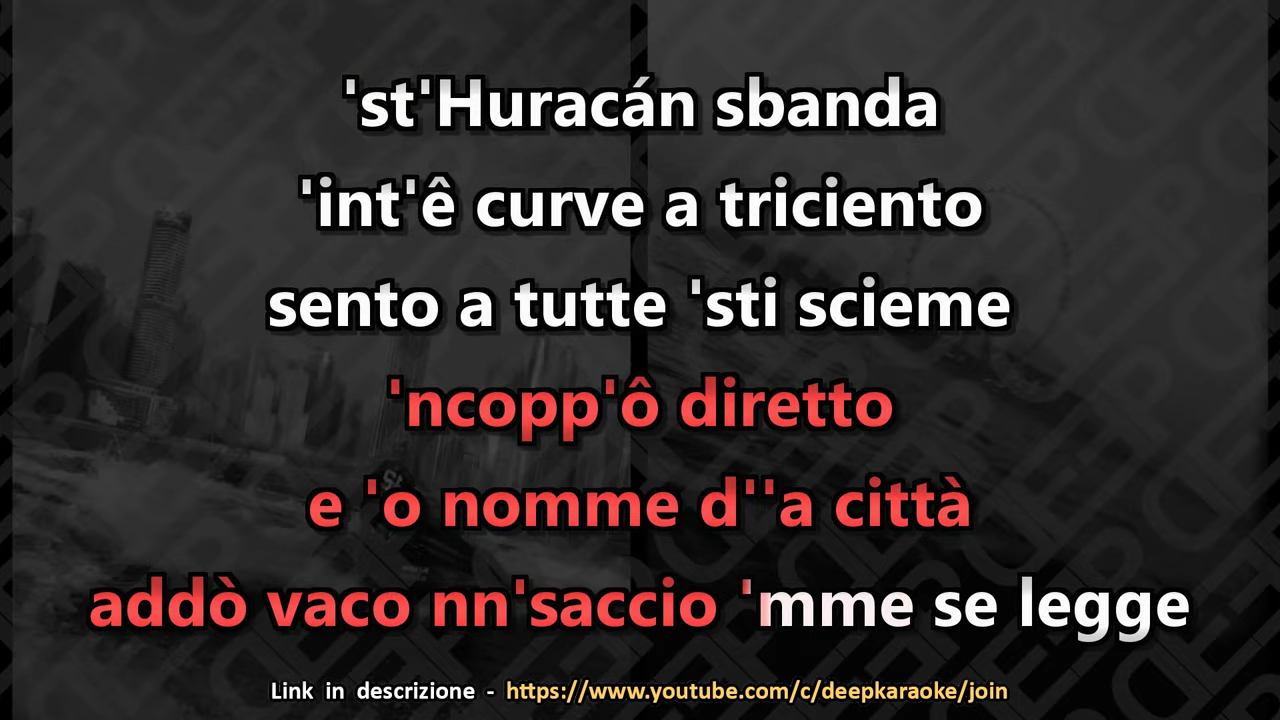 'st'Huracán sbanda
'int'ê curve a triciento
sento a tutte 'sti scieme
'ncopp'ô diretto
e 'o nomme d''a città
addò vaco nn'saccio 'mme se legge
Link in descrizione - https://www.youtube.com/c/deepkaraoke/join